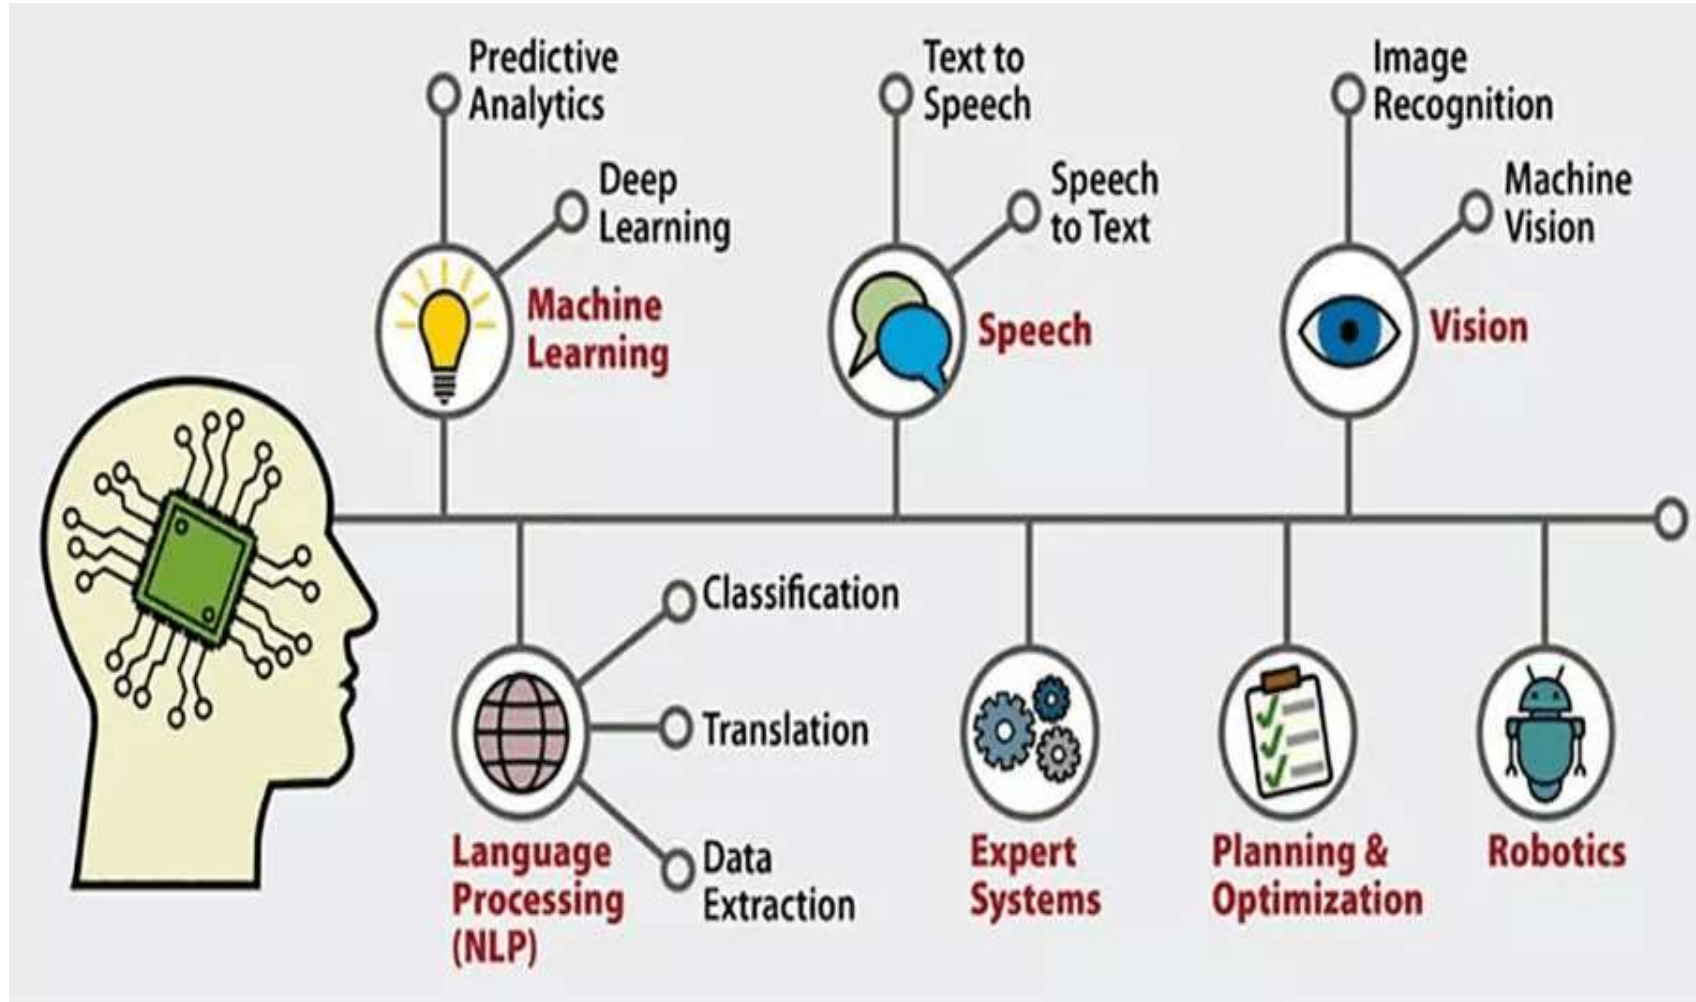 Predictive
Analytics
Deep
Learning
Machine
Learning
Text to
Speech
Speech
to Text
Speech
Image
Recognition
Machine
Vision
Vision
Classification
Translation
Data
Extraction
Language
Processing
(NLP)
Expert
Systems
Planning &
Optimization
Robotics